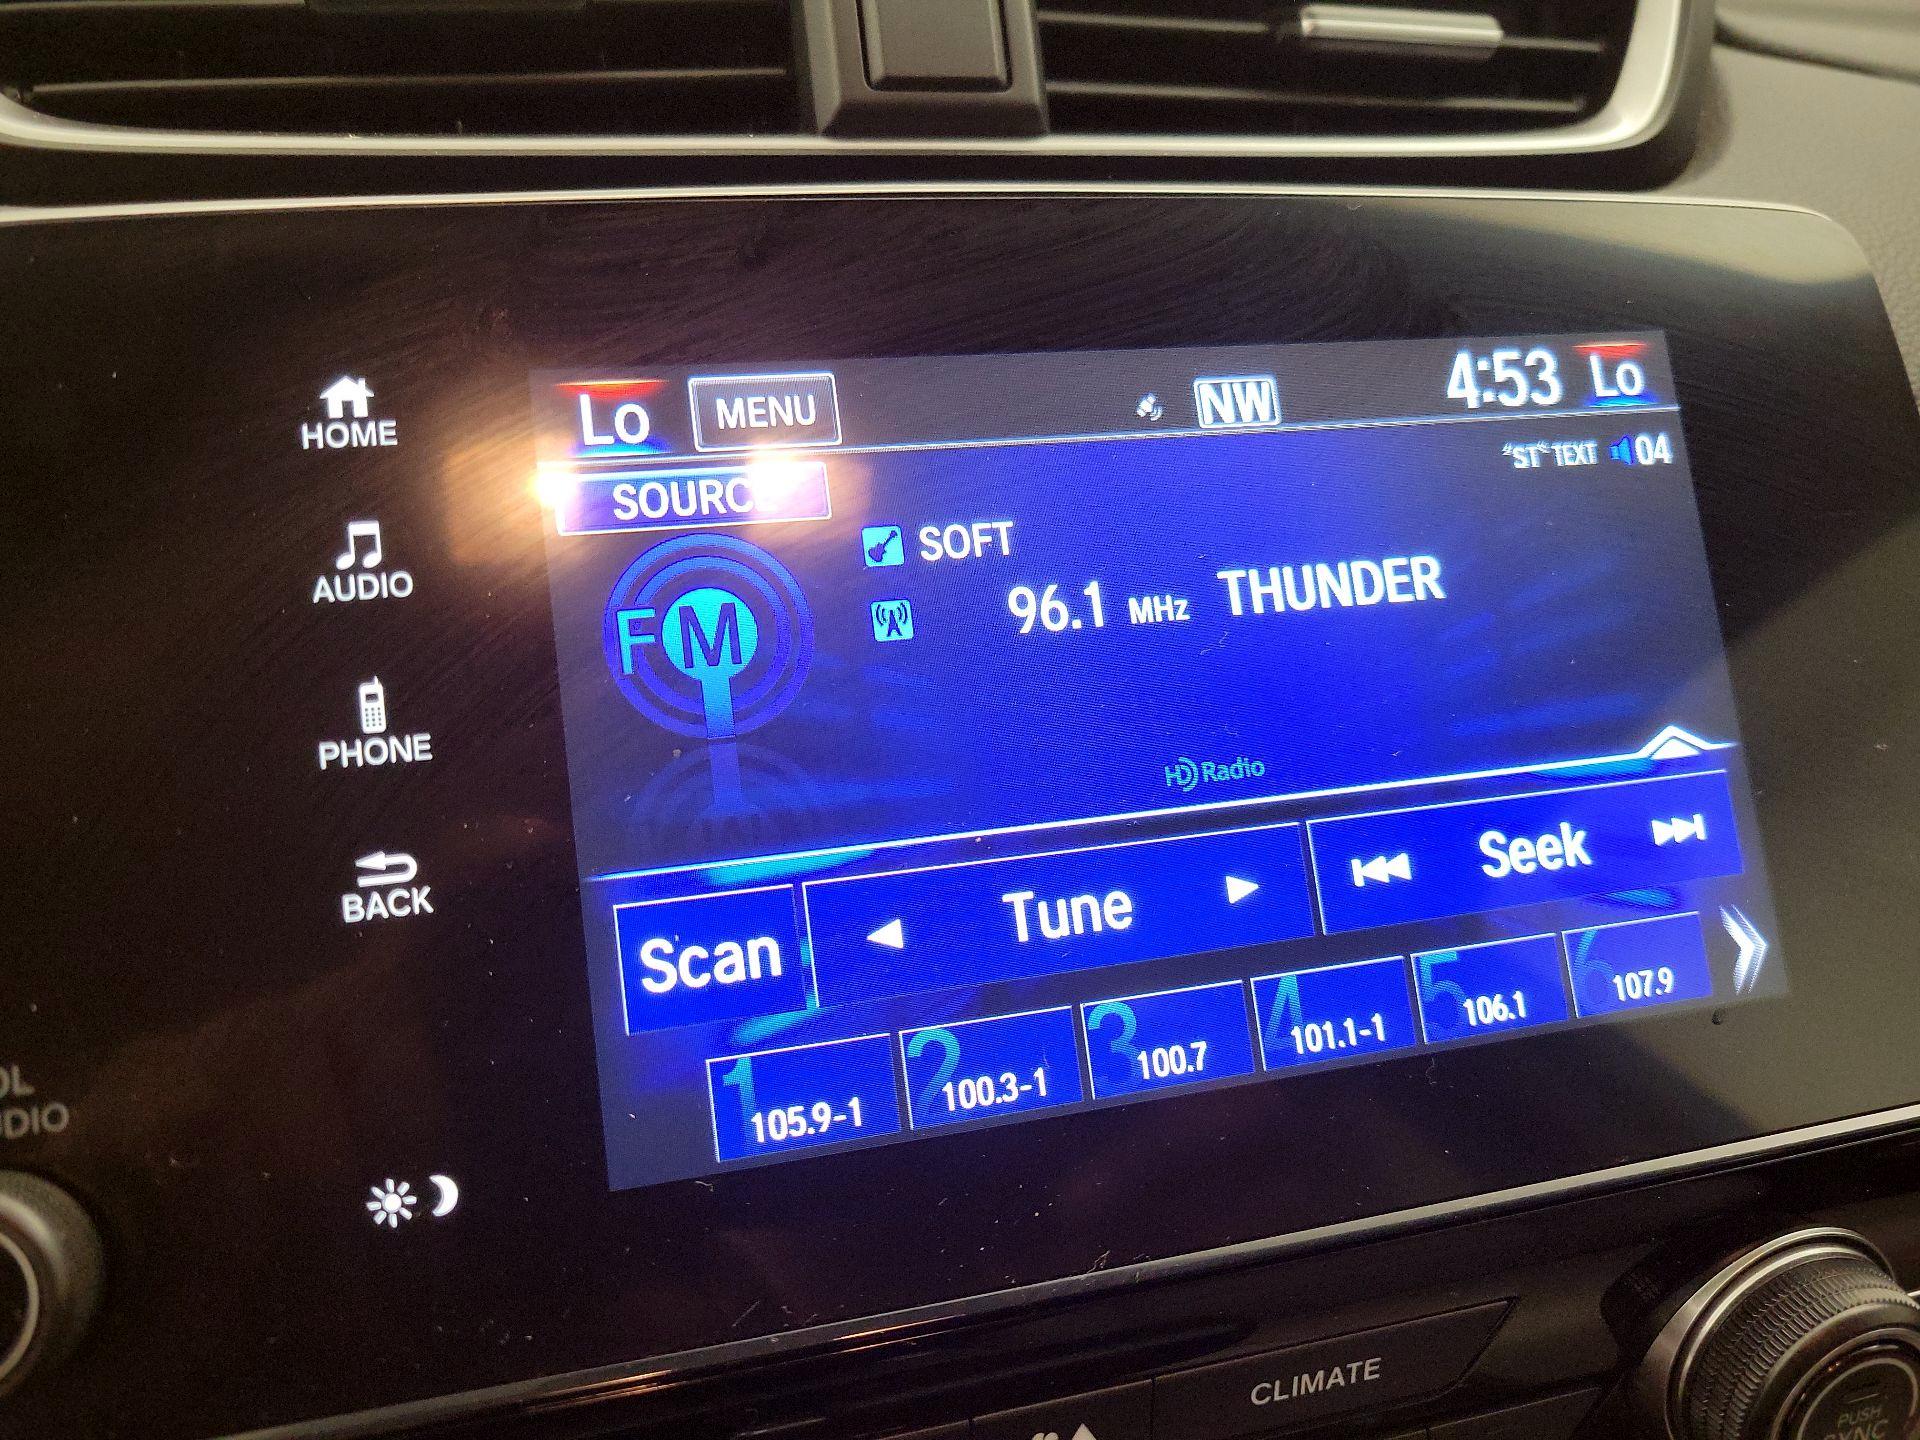 HOME
AUDIO
PHONE
BACK
Lo MENU NW 4:53 Lo
"ST" TEXT 04
SOURCE
SOFT
FM
96.1 MHz THUNDER
HD Radio
Scan Tune Seek
1 105.9-1
2 100.3-1
3 100.7
4 101.1-1
5 106.1
6 107.9
CLIMATE
PUSH
SYNC